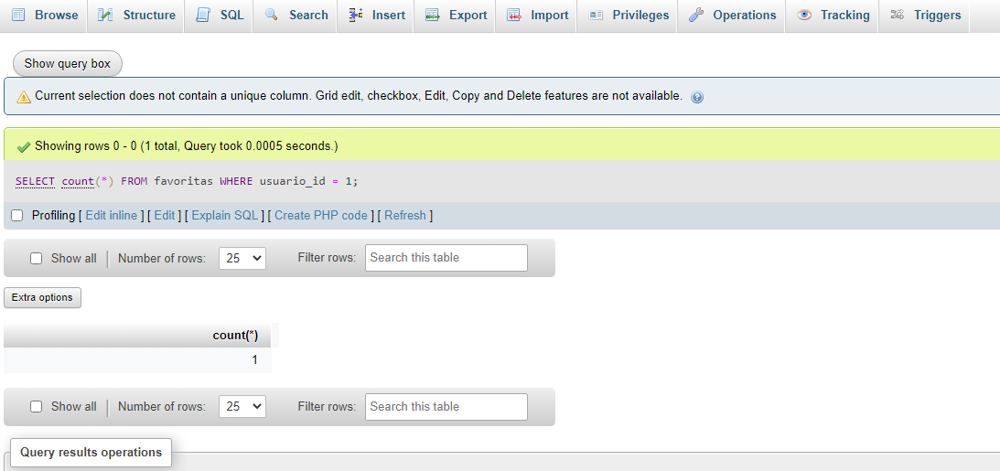 Browse Structure SQL Search Insert Export Import Privileges Operations Tracking Triggers
Show query box
Current selection does not contain a unique column. Grid edit, checkbox, Edit, Copy and Delete features are not available.
Showing rows 0 - 0 (1 total, Query took 0.0005 seconds.)
SELECT count(*) FROM favoritas WHERE usuario_id = 1;
Profiling [ Edit inline ] [ Edit ] [ Explain SQL ] [ Create PHP code ] [ Refresh ]
Show all Number of rows: 25 Filter rows: Search this table
Extra options
count(*)
1
Show all Number of rows: 25 Filter rows: Search this table
Query results operations